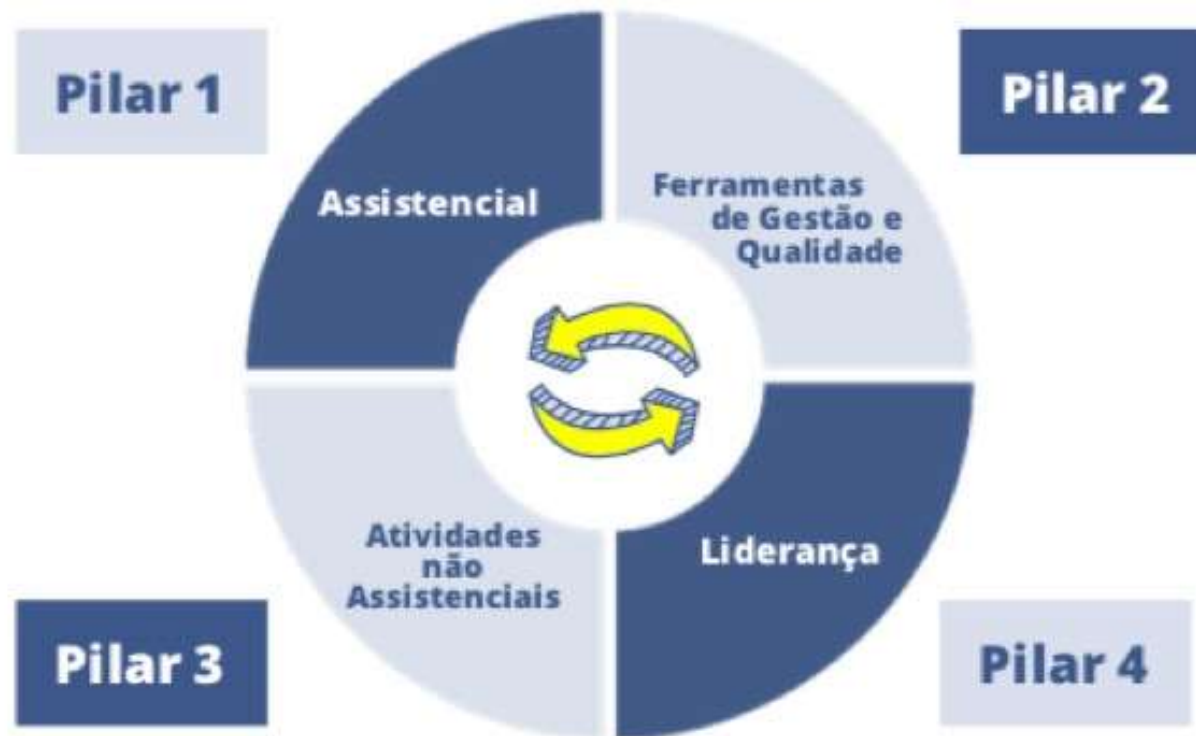 Pilar 1
Assistencial
Pilar 2
Ferramentas
de Gestão e
Qualidade
Pilar 3
Atividades
não
Assistenciais
Pilar 4
Liderança